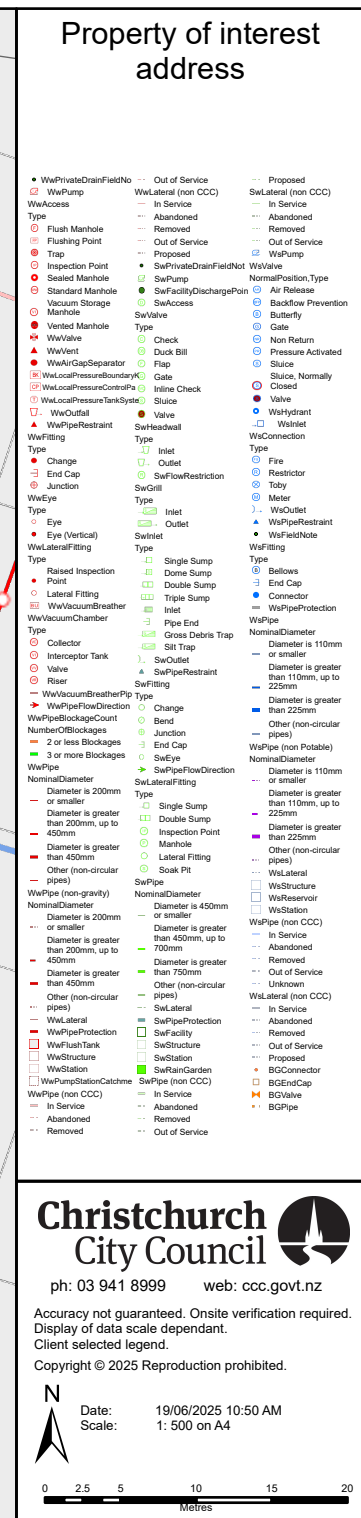 Property of interest
address
WwPrivateDrainFieldNo
WwPump
WwAccess
Type
Flush Manhole
Flushing Point
Trap
Inspection Point
Sealed Manhole
Standard Manhole
Vacuum Storage
Manhole
Vented Manhole
WwValve
WwVent
WwAirGapSeparator
WwLocalPressureBoundaryK
WwLocalPressureControlPa
WwLocalPressureTankSyste
WwOutfall
WwPipeRestraint
WwFitting
Type
Change
End Cap
Junction
WwEye
Type
Eye
Eye (Vertical)
WwLateralFitting
Type
Raised Inspection
Point
Lateral Fitting
WwVacuumBreather
WwVacuumChamber
Type
Collector
Interceptor Tank
Valve
Riser
WwVacuumBreatherPip
WwPipeFlowDirection
WwPipeBlockageCount
NumberOfBlockages
2 or less Blockages
3 or more Blockages
WwPipe
NominalDiameter
Diameter is 200mm
or smaller
Diameter is greater
than 200mm, up to
450mm
Diameter is greater
than 450mm
Other (non-circular
pipes)
WwPipe (non-gravity)
NominalDiameter
Diameter is 200mm
or smaller
Diameter is greater
than 200mm, up to
450mm
Diameter is greater
than 450mm
Other (non-circular
pipes)
WwLateral
WwPipeProtection
WwFlushTank
WwStructure
WwStation
WwPumpStationCatchme
WwPipe (non CCC)
In Service
Abandoned
Removed
Out of Service
WwLateral (non CCC)
In Service
Abandoned
Removed
Out of Service
Proposed
SwPrivateDrainFieldNot
SwPump
SwFacilityDischargePoin
SwAccess
SwValve
Type
Check
Duck Bill
Flap
Gate
Inline Check
Sluice
Valve
SwHeadwall
Type
Inlet
Outlet
SwFlowRestriction
SwGrill
Type
Inlet
Outlet
SwInlet
Type
Single Sump
Dome Sump
Double Sump
Triple Sump
Inlet
Pipe End
Gross Debris Trap
Silt Trap
SwOutlet
SwPipeRestraint
SwFitting
Type
Change
Bend
Junction
End Cap
SwEye
SwPipeFlowDirection
SwLateralFitting
Type
Single Sump
Double Sump
Inspection Point
Manhole
Lateral Fitting
Soak Pit
SwPipe
NominalDiameter
Diameter is 450mm
or smaller
Diameter is greater
than 450mm, up to
700mm
Diameter is greater
than 750mm
Other (non-circular
pipes)
SwLateral
SwPipeProtection
SwFacility
SwStructure
SwStation
SwRainGarden
SwPipe (non CCC)
In Service
Abandoned
Removed
Out of Service
Proposed
SwLateral (non CCC)
In Service
Abandoned
Removed
Out of Service
WsPump
WsValve
NormalPosition,Type
Air Release
Backflow Prevention
Butterfly
Gate
Non Return
Pressure Activated
Sluice
Sluice, Normally
Closed
Valve
WsHydrant
WsInlet
WsConnection
Type
Fire
Restrictor
Toby
Meter
WsOutlet
WsPipeRestraint
WsFieldNote
WsFitting
Type
Bellows
End Cap
Connector
WsPipeProtection
WsPipe
NominalDiameter
Diameter is 110mm
or smaller
Diameter is greater
than 110mm, up to
225mm
Diameter is greater
than 225mm
Other (non-circular
pipes)
WsPipe (non Potable)
NominalDiameter
Diameter is 110mm
or smaller
Diameter is greater
than 110mm, up to
225mm
Diameter is greater
than 225mm
Other (non-circular
pipes)
WsLateral
WsStructure
WsReservoir
WsStation
WsPipe (non CCC)
In Service
Abandoned
Removed
Out of Service
Unknown
WsLateral (non CCC)
In Service
Abandoned
Removed
Out of Service
Proposed
BGConnector
BGEndCap
BGValve
BGPipe
Christchurch
City Council
ph: 03 941 8999 web: ccc.govt.nz
Accuracy not guaranteed. Onsite verification required.
Display of data scale dependant.
Client selected legend.
Copyright © 2025 Reproduction prohibited.
N
Date: 19/06/2025 10:50 AM
Scale: 1: 500 on A4
0 2.5 5 10 15 20
Metres